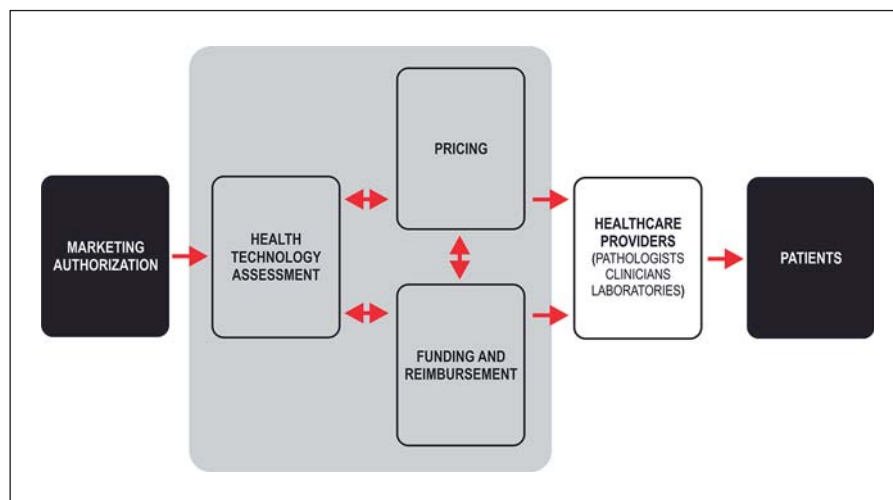 MARKETING
AUTHORIZATION
HEALTH
TECHNOLOGY
ASSESSMENT
PRICING
FUNDING AND
REIMBURSEMENT
HEALTHCARE
PROVIDERS
(PATHOLOGISTS
CLINICIANS
LABORATORIES)
PATIENTS